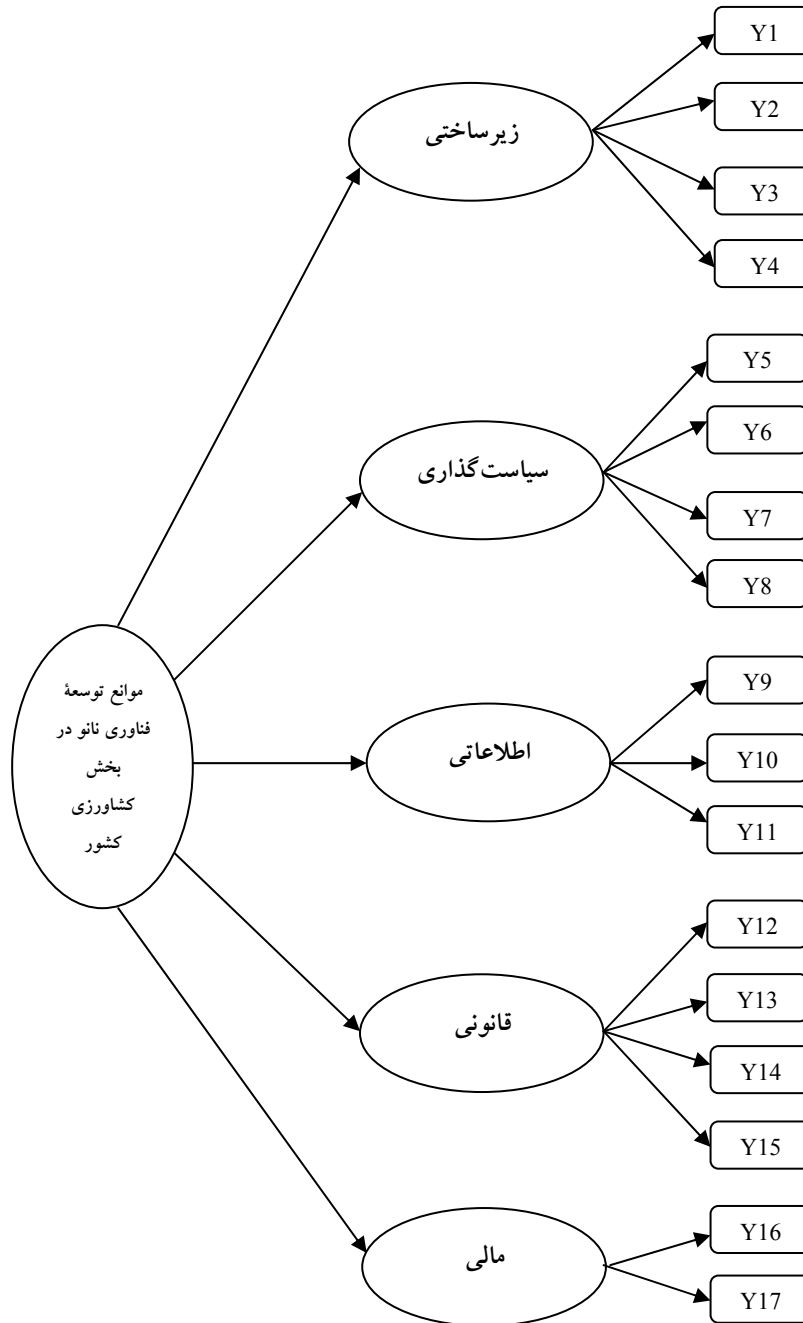 موانع توسعۀ
فناوری نانو در
بخش
کشاورزی
کشور
زیرساختی
Y1
Y2
Y3
Y4
سیاست‌گذاری
Y5
Y6
Y7
Y8
اطلاعاتی
Y9
Y10
Y11
قانونی
Y12
Y13
Y14
Y15
مالی
Y16
Y17